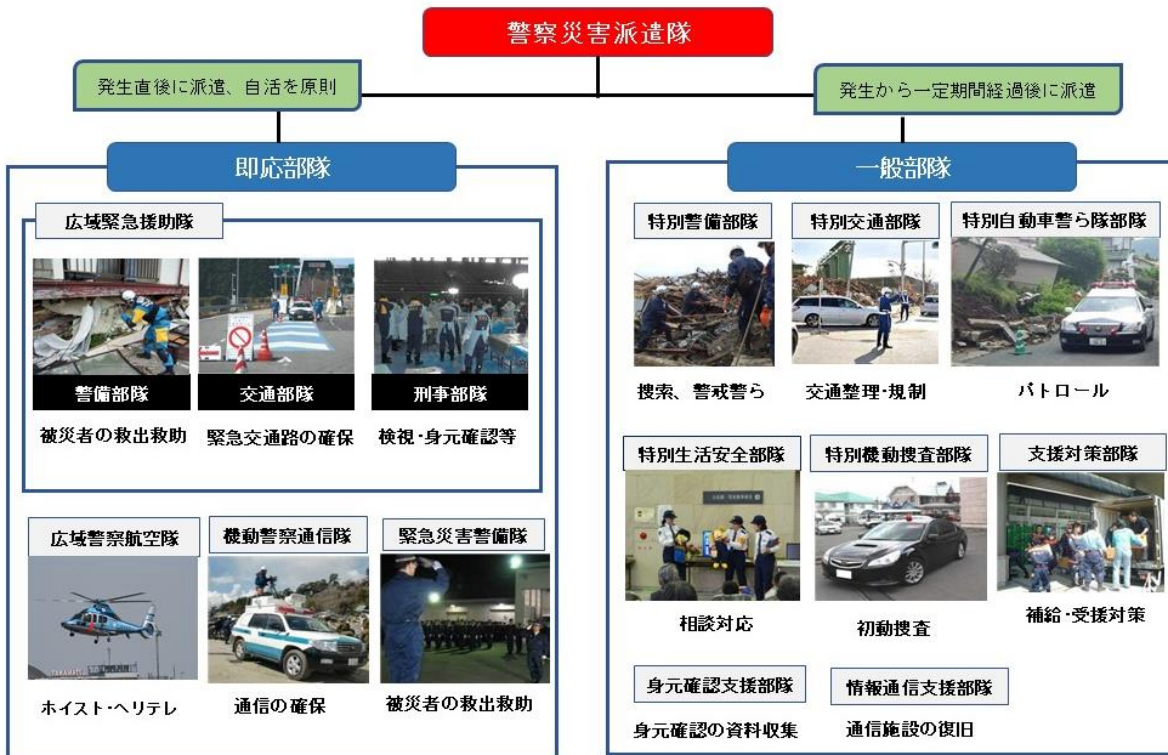 警察災害派遣隊
発生直後に派遣、自活を原則
発生から一定期間経過後に派遣
即応部隊
広域緊急援助隊
警備部隊
交通部隊
刑事部隊
被災者の救出救助
緊急交通路の確保
検視･身元確認等
広域警察航空隊
機動警察通信隊
緊急災害警備隊
ホイスト･ヘリテレ
通信の確保
被災者の救出救助
一般部隊
特別警備部隊
特別交通部隊
特別自動車警ら隊部隊
捜索、警戒警ら
交通整理･規制
パトロール
特別生活安全部隊
特別機動捜査部隊
支援対策部隊
相談対応
初動捜査
補給･受援対策
身元確認支援部隊
情報通信支援部隊
身元確認の資料収集
通信施設の復旧